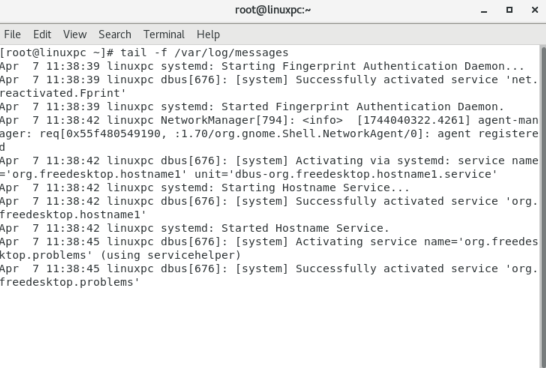 root@linuxpc:~
File Edit View Search Terminal Help
[root@linuxpc ~]# tail -f /var/log/messages
Apr  7 11:38:39 linuxpc systemd: Starting Fingerprint Authentication Daemon...
Apr  7 11:38:39 linuxpc dbus[676]: [system] Successfully activated service 'net.
reactivated.Fprint'
Apr  7 11:38:39 linuxpc systemd: Started Fingerprint Authentication Daemon.
Apr  7 11:38:42 linuxpc NetworkManager[794]: <info>  [1744040322.4261] agent-man
ager: req[0x55f480549190, :1.70/org.gnome.Shell.NetworkAgent/0]: agent registere
d
Apr  7 11:38:42 linuxpc dbus[676]: [system] Activating via systemd: service name
='org.freedesktop.hostname1' unit='dbus-org.freedesktop.hostname1.service'
Apr  7 11:38:42 linuxpc systemd: Starting Hostname Service...
Apr  7 11:38:42 linuxpc dbus[676]: [system] Successfully activated service 'org.
freedesktop.hostname1'
Apr  7 11:38:42 linuxpc systemd: Started Hostname Service.
Apr  7 11:38:45 linuxpc dbus[676]: [system] Activating service name='org.freedes
ktop.problems' (using servicehelper)
Apr  7 11:38:45 linuxpc dbus[676]: [system] Successfully activated service 'org.
freedesktop.problems'